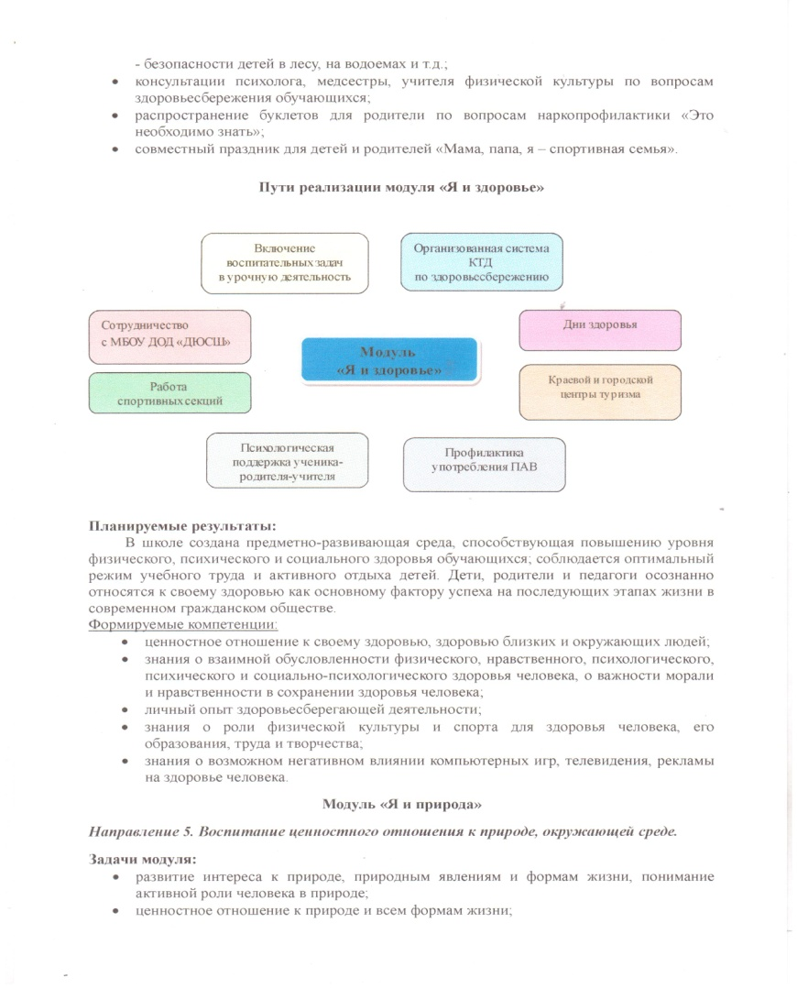 - безопасности детей в лесу, на водоемах и т.д.;
• консультации психолога, медсестры, учителя физической культуры по вопросам
здоровьесбережения обучающихся;
• распространение буклетов для родители по вопросам наркопрофилактики «Это
необходимо знать»;
• совместный праздник для детей и родителей «Мама, папа, я – спортивная семья».
Пути реализации модуля «Я и здоровье»
Включение
воспитательных задач
в урочную деятельность
Организованная система
КТД
по здоровьесбережению
Сотрудничество
с МБОУ ДОД «ДЮСШ»
Модуль
«Я и здоровье»
Дни здоровья
Работа
спортивных секций
Краевой и городской
центры туризма
Психологическая
поддержка ученика-
родителя-учителя
Профилактика
употребления ПАВ
Планируемые результаты:
В школе создана предметно-развивающая среда, способствующая повышению уровня
физического, психического и социального здоровья обучающихся; соблюдается оптимальный
режим учебного труда и активного отдыха детей. Дети, родители и педагоги осознанно
относятся к своему здоровью как основному фактору успеха на последующих этапах жизни в
современном гражданском обществе.
Формируемые компетенции:
• ценностное отношение к своему здоровью, здоровью близких и окружающих людей;
• знания о взаимной обусловленности физического, нравственного, психологического,
психического и социально-психологического здоровья человека, о важности морали
и нравственности в сохранении здоровья человека;
• личный опыт здоровьесберегающей деятельности;
• знания о роли физической культуры и спорта для здоровья человека, его
образования, труда и творчества;
• знания о возможном негативном влиянии компьютерных игр, телевидения, рекламы
на здоровье человека.
Модуль «Я и природа»
Направление 5. Воспитание ценностного отношения к природе, окружающей среде.
Задачи модуля:
• развитие интереса к природе, природным явлениям и формам жизни, понимание
активной роли человека в природе;
• ценностное отношение к природе и всем формам жизни;